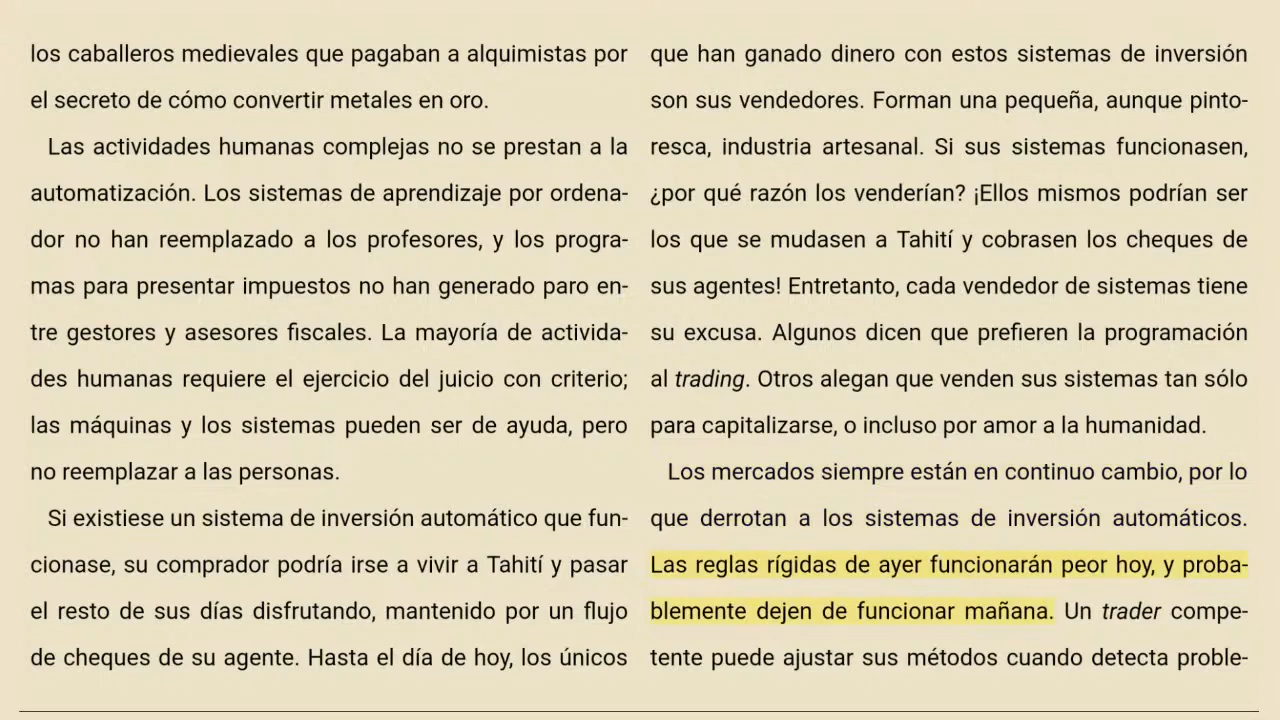 los caballeros medievales que pagaban a alquimistas por
el secreto de cómo convertir metales en oro.
Las actividades humanas complejas no se prestan a la
automatización. Los sistemas de aprendizaje por ordena-
dor no han reemplazado a los profesores, y los progra-
mas para presentar impuestos no han generado paro en-
tre gestores y asesores fiscales. La mayoría de activida-
des humanas requiere el ejercicio del juicio con criterio;
las máquinas y los sistemas pueden ser de ayuda, pero
no reemplazar a las personas.
Si existiese un sistema de inversión automático que fun-
cionase, su comprador podría irse a vivir a Tahití y pasar
el resto de sus días disfrutando, mantenido por un flujo
de cheques de su agente. Hasta el día de hoy, los únicos
que han ganado dinero con estos sistemas de inversión
son sus vendedores. Forman una pequeña, aunque pinto-
resca, industria artesanal. Si sus sistemas funcionasen,
¿por qué razón los venderían? ¡Ellos mismos podrían ser
los que se mudasen a Tahití y cobrasen los cheques de
sus agentes! Entretanto, cada vendedor de sistemas tiene
su excusa. Algunos dicen que prefieren la programación
al trading. Otros alegan que venden sus sistemas tan sólo
para capitalizarse, o incluso por amor a la humanidad.
Los mercados siempre están en continuo cambio, por lo
que derrotan a los sistemas de inversión automáticos.
Las reglas rígidas de ayer funcionarán peor hoy, y proba-
blemente dejen de funcionar mañana. Un trader compe-
tente puede ajustar sus métodos cuando detecta proble-